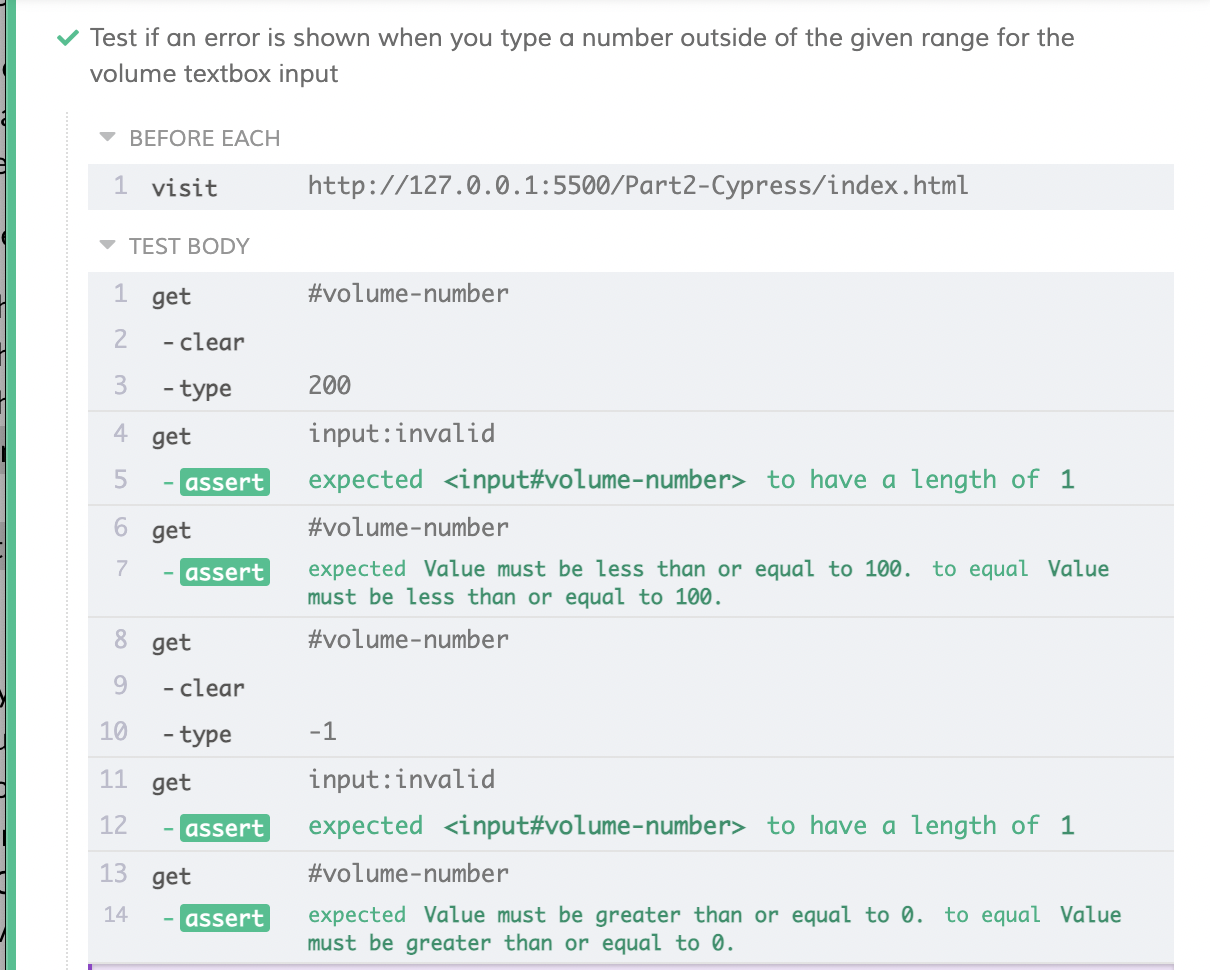 Test if an error is shown when you type a number outside of the given range for the
volume textbox input
BEFORE EACH
1 visit http://127.0.0.1:5500/Part2-Cypress/index.html
TEST BODY
1 get #volume-number
2 -clear
3 -type 200
4 get input:invalid
5 -assert expected <input#volume-number> to have a length of 1
6 get #volume-number
7 -assert expected Value must be less than or equal to 100. to equal Value
must be less than or equal to 100.
8 get #volume-number
9 -clear
10 -type -1
11 get input:invalid
12 -assert expected <input#volume-number> to have a length of 1
13 get #volume-number
14 -assert expected Value must be greater than or equal to 0. to equal Value
must be greater than or equal to 0.